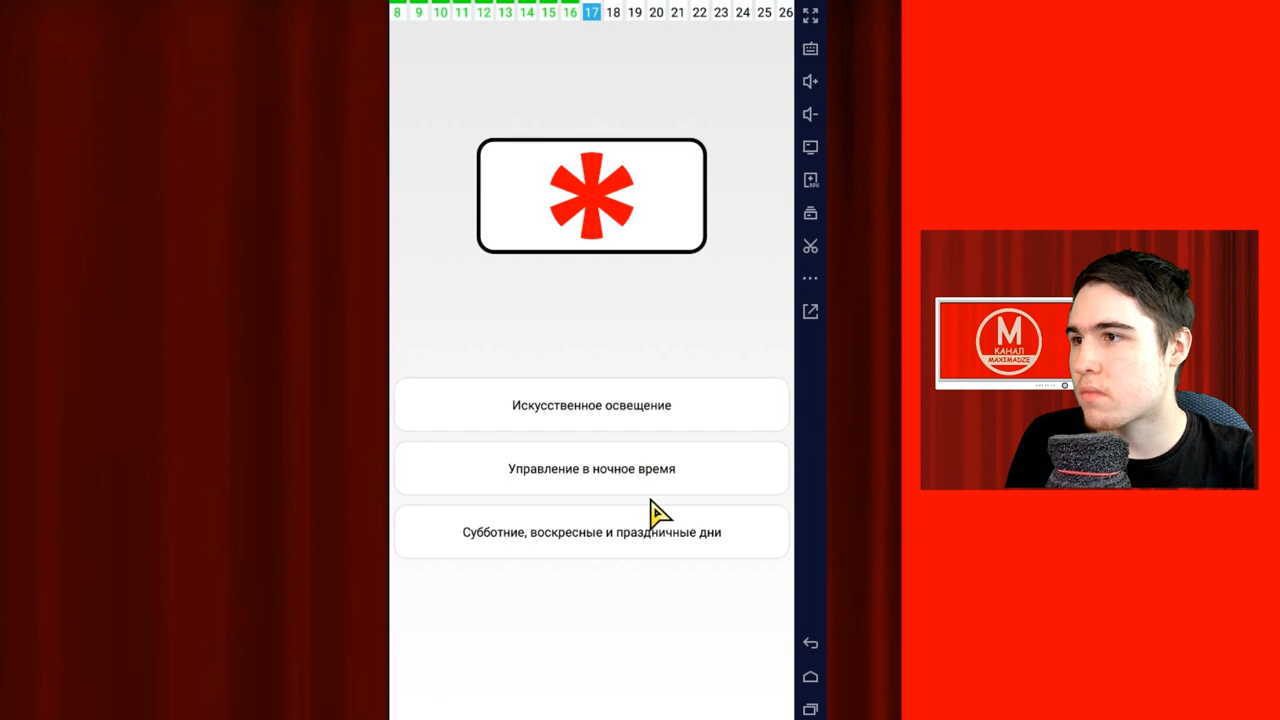 8 9 10 11 12 13 14 15 16 17 18 19 20 21 22 23 24 25 26
Искусственное освещение
Управление в ночное время
Субботние, воскресные и праздничные дни
М
КАНАЛ
MAXIMADZE